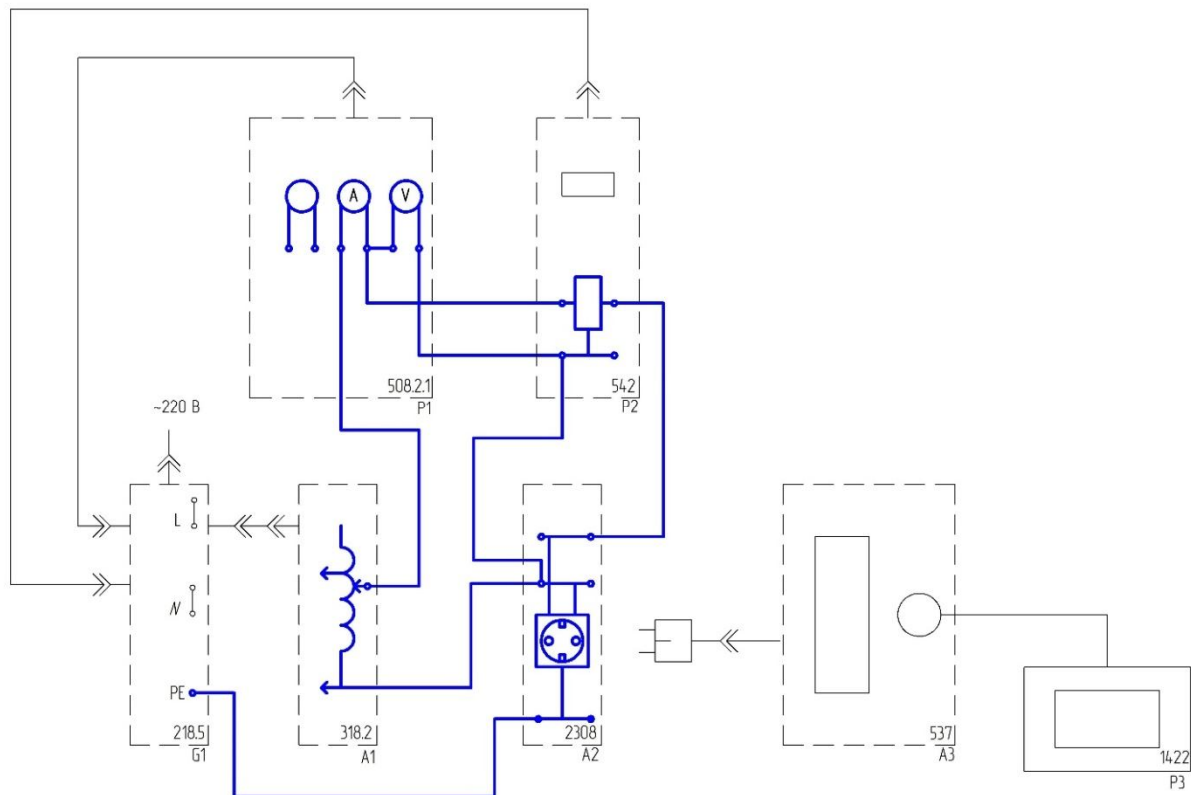 A
V
508.2.1
P1
542
P2
~220 В
L
N
PE
218.5
G1
318.2
A1
2308
A2
537
A3
1422
P3